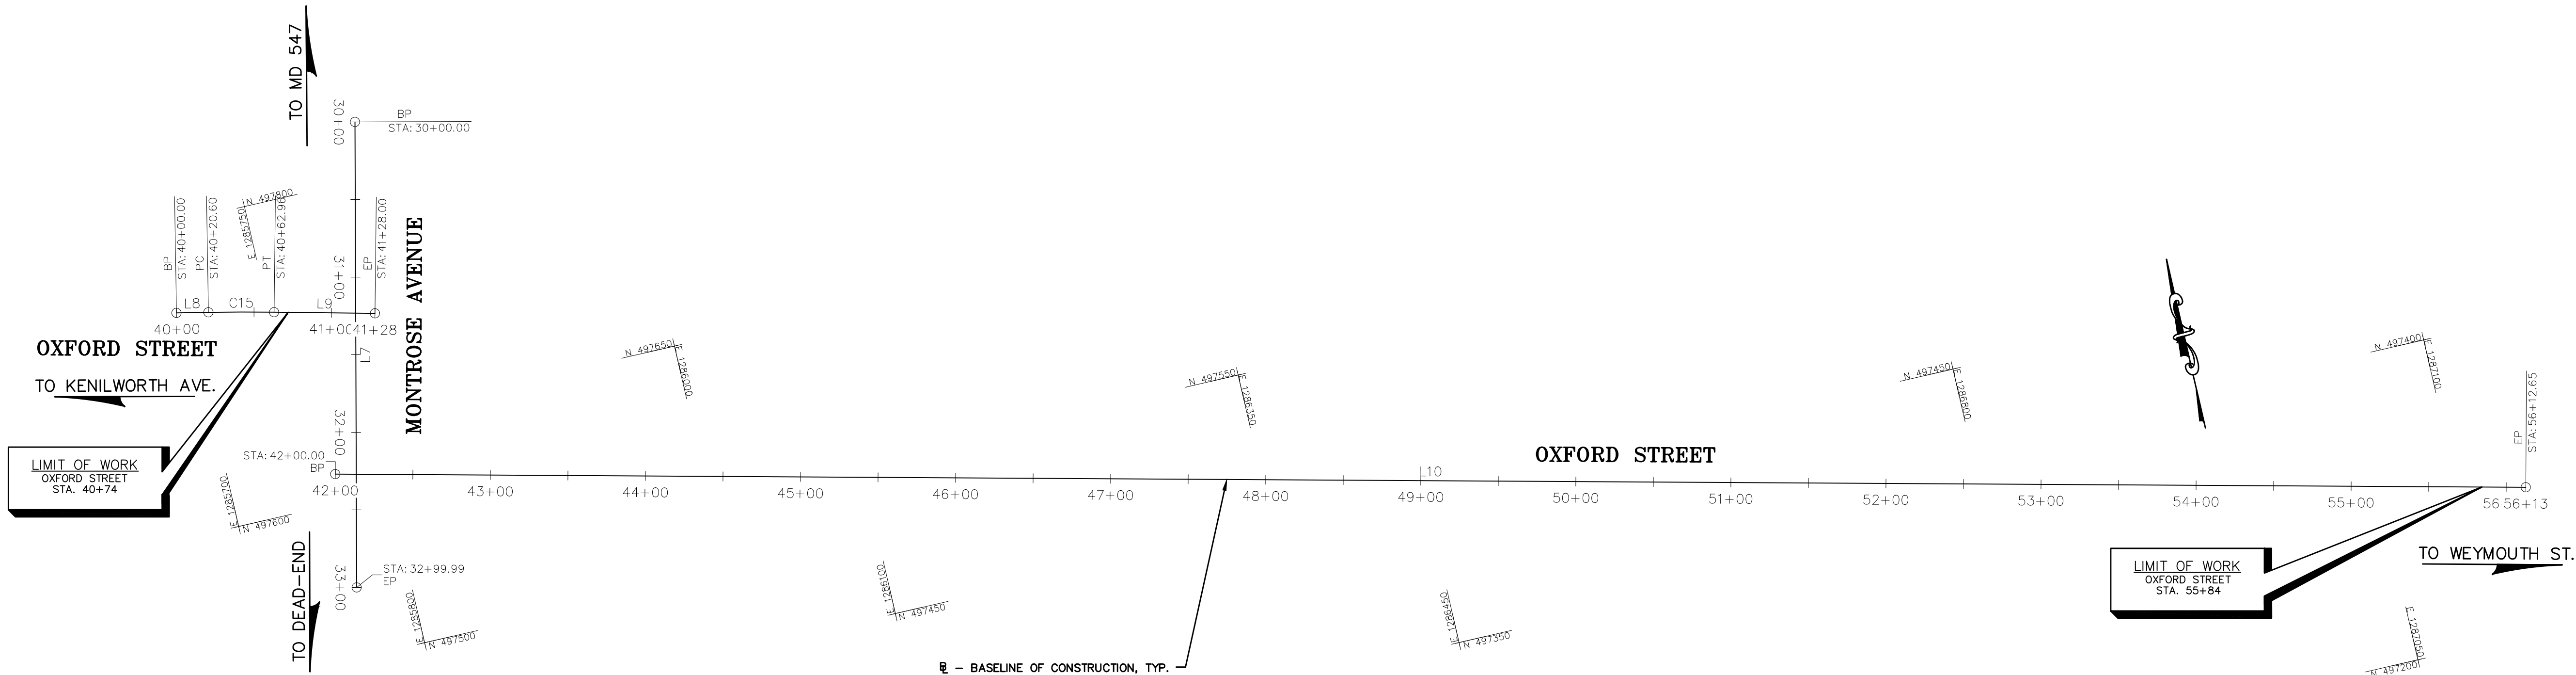 TO MD 547
30+00
BP
STA: 30+00.00
BP
STA: 40+00.00
PC
STA: 40+20.60
N 497800
E 1285750
PT
STA: 40+62.96
EP
STA: 41+28.00
31+00
MONTROSE AVENUE
L8
C15
L9
40+00
41+00
41+28
OXFORD STREET
TO KENILWORTH AVE.
L7
32+00
LIMIT OF WORK
OXFORD STREET
STA. 40+74
STA: 42+00.00
BP
42+00
43+00
44+00
45+00
46+00
47+00
48+00
49+00
50+00
51+00
52+00
53+00
54+00
55+00
56
56+13
L10
OXFORD STREET
N 497650
E 1286000
N 497550
E 1286350
N 497450
E 1286800
N 497400
E 1287100
EP
STA: 56+12.65
E 1285700
N 497600
TO DEAD-END
33+00
STA: 32+99.99
EP
E 1285800
N 497500
E 1286100
N 497450
E 1286450
N 497350
LIMIT OF WORK
OXFORD STREET
STA. 55+84
TO WEYMOUTH ST.
E 1287050
N 497200
BL – BASELINE OF CONSTRUCTION, TYP.